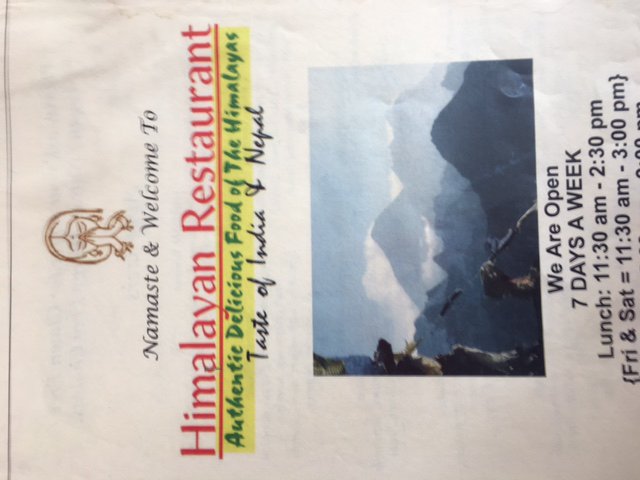 Namaste & Welcome To
Himalayan Restaurant
Authentic Delicious Food of The Himalayas
Taste of India & Nepal
We Are Open
7 DAYS A WEEK
Lunch: 11:30 am - 2:30 pm
{Fri & Sat = 11:30 am - 3:00 pm}